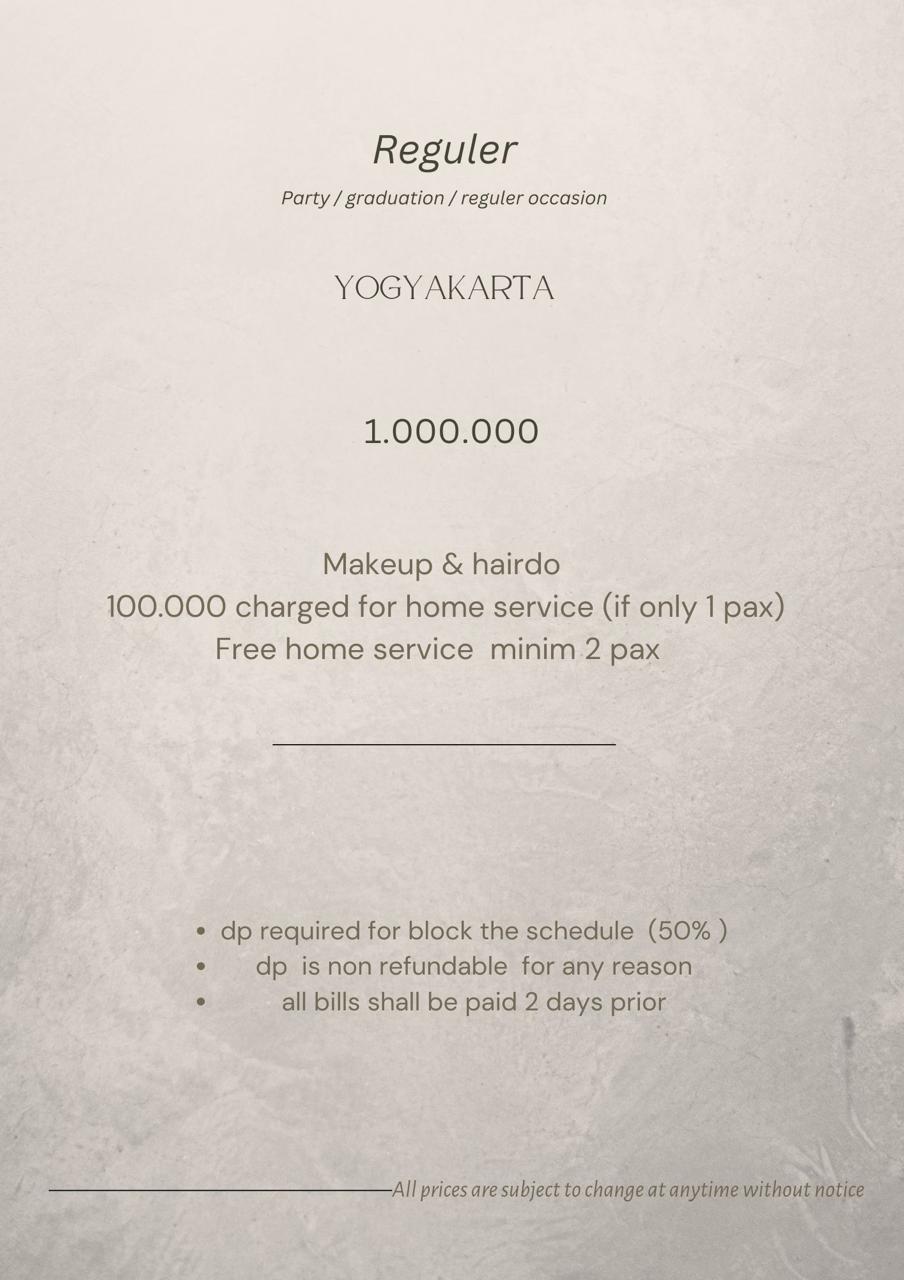 Reguler
Party / graduation / reguler occasion
YOGYAKARTA
1.000.000
Makeup & hairdo
100.000 charged for home service (if only 1 pax)
Free home service  minim 2 pax
• dp required for block the schedule  (50% )
• dp  is non refundable  for any reason
• all bills shall be paid 2 days prior
All prices are subject to change at anytime without notice